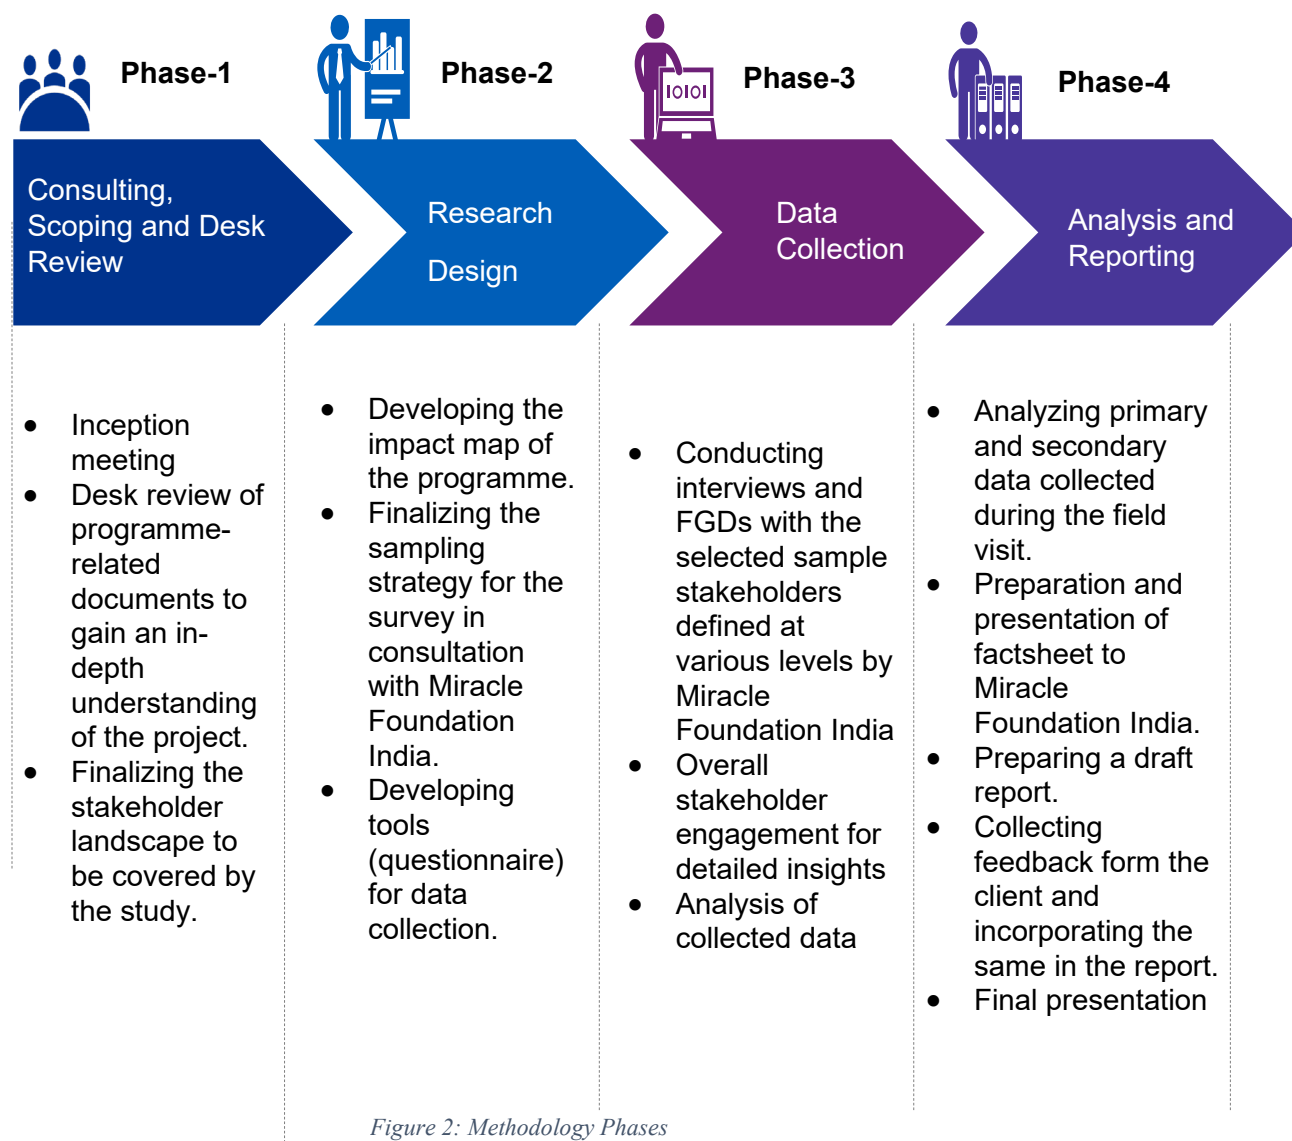 Phase-1
Phase-2
Phase-3
Phase-4
Consulting,
Scoping and Desk
Review
Research
Design
Data
Collection
Analysis and
Reporting
IOIOI
• Inception
meeting
• Desk review of
programme-
related
documents to
gain an in-
depth
understanding
of the project.
• Finalizing the
stakeholder
landscape to
be covered by
the study.
• Developing the
impact map of
the programme.
• Finalizing the
sampling
strategy for the
survey in
consultation
with Miracle
Foundation
India.
• Developing
tools
(questionnaire)
for data
collection.
• Conducting
interviews and
FGDs with the
selected sample
stakeholders
defined at
various levels by
Miracle
Foundation India
• Overall
stakeholder
engagement for
detailed insights
• Analysis of
collected data
• Analyzing primary
and secondary
data collected
during the field
visit.
• Preparation and
presentation of
factsheet to
Miracle
Foundation India.
• Preparing a draft
report.
• Collecting
feedback form the
client and
incorporating the
same in the report.
• Final presentation
Figure 2: Methodology Phases